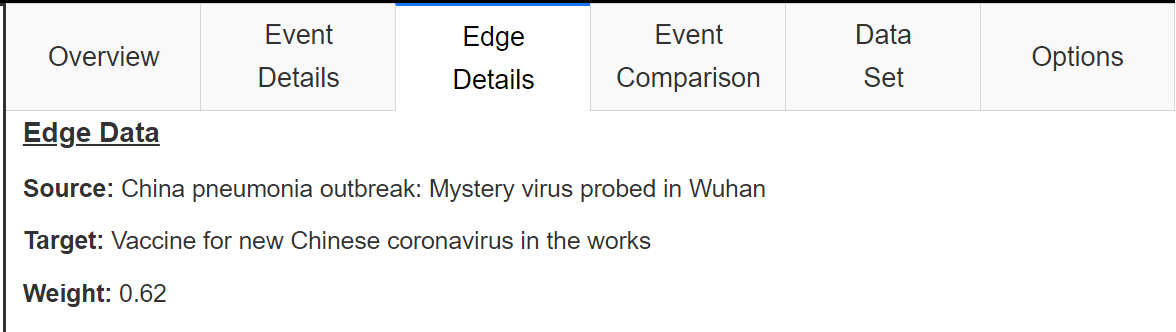 Overview
Event
Details
Edge
Details
Event
Comparison
Data
Set
Options
Edge Data
Source: China pneumonia outbreak: Mystery virus probed in Wuhan
Target: Vaccine for new Chinese coronavirus in the works
Weight: 0.62